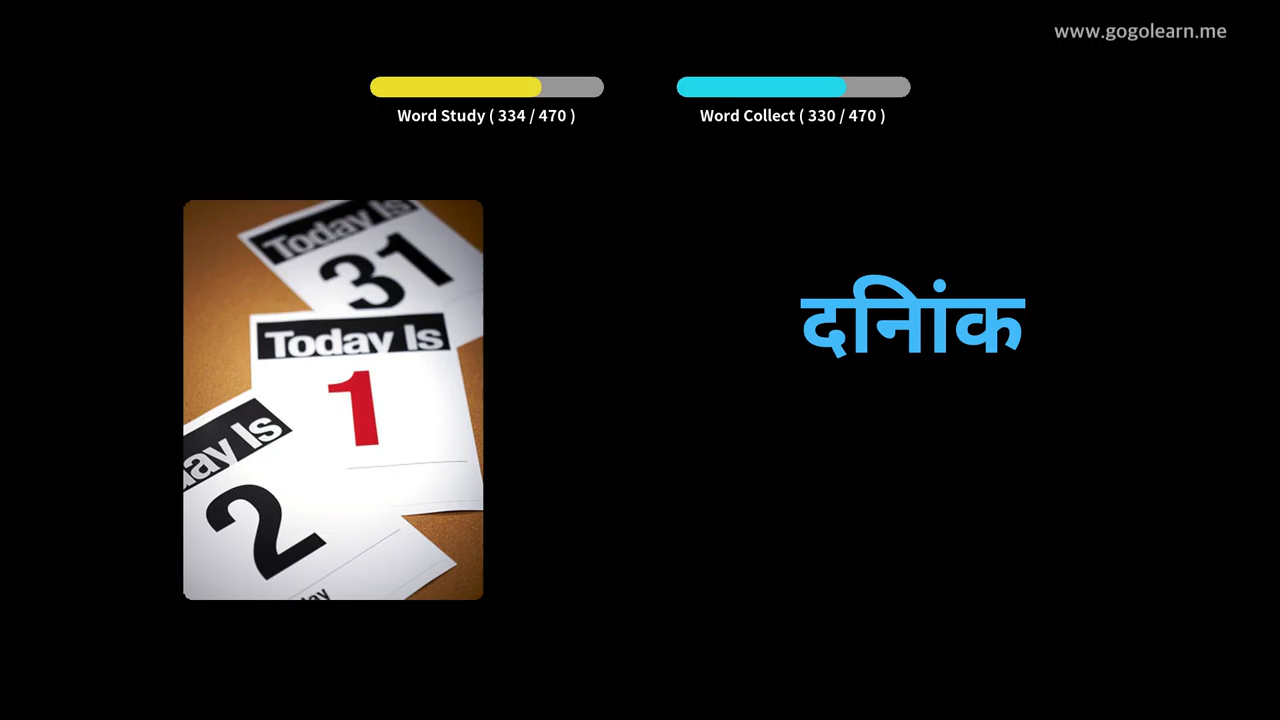 www.gogolearn.me
Word Study ( 334 / 470 )
Word Collect ( 330 / 470 )
Today Is
31
Today Is
1
ay Is
2
दनिांक